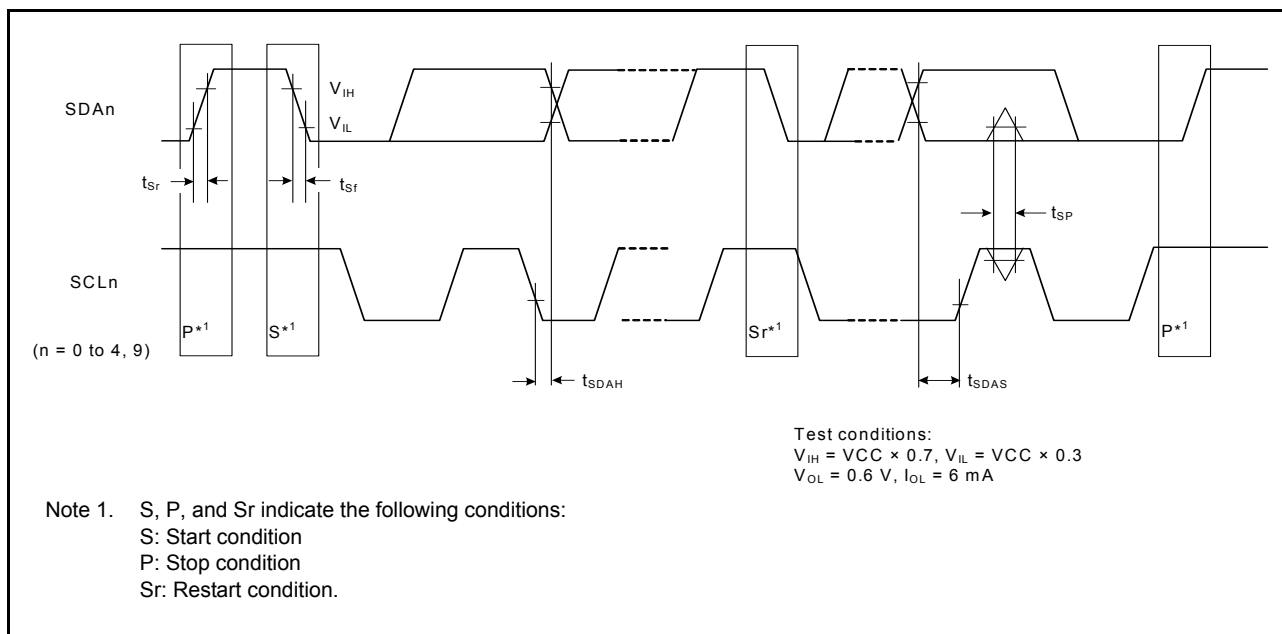 SDAn
V_IH
V_IL
t_Sr
t_Sf
t_SP
SCLn
P*1
S*1
Sr*1
P*1
(n = 0 to 4, 9)
t_SDAH
t_SDAS
Test conditions:
V_IH = VCC × 0.7, V_IL = VCC × 0.3
V_OL = 0.6 V, I_OL = 6 mA
Note 1. S, P, and Sr indicate the following conditions:
S: Start condition
P: Stop condition
Sr: Restart condition.